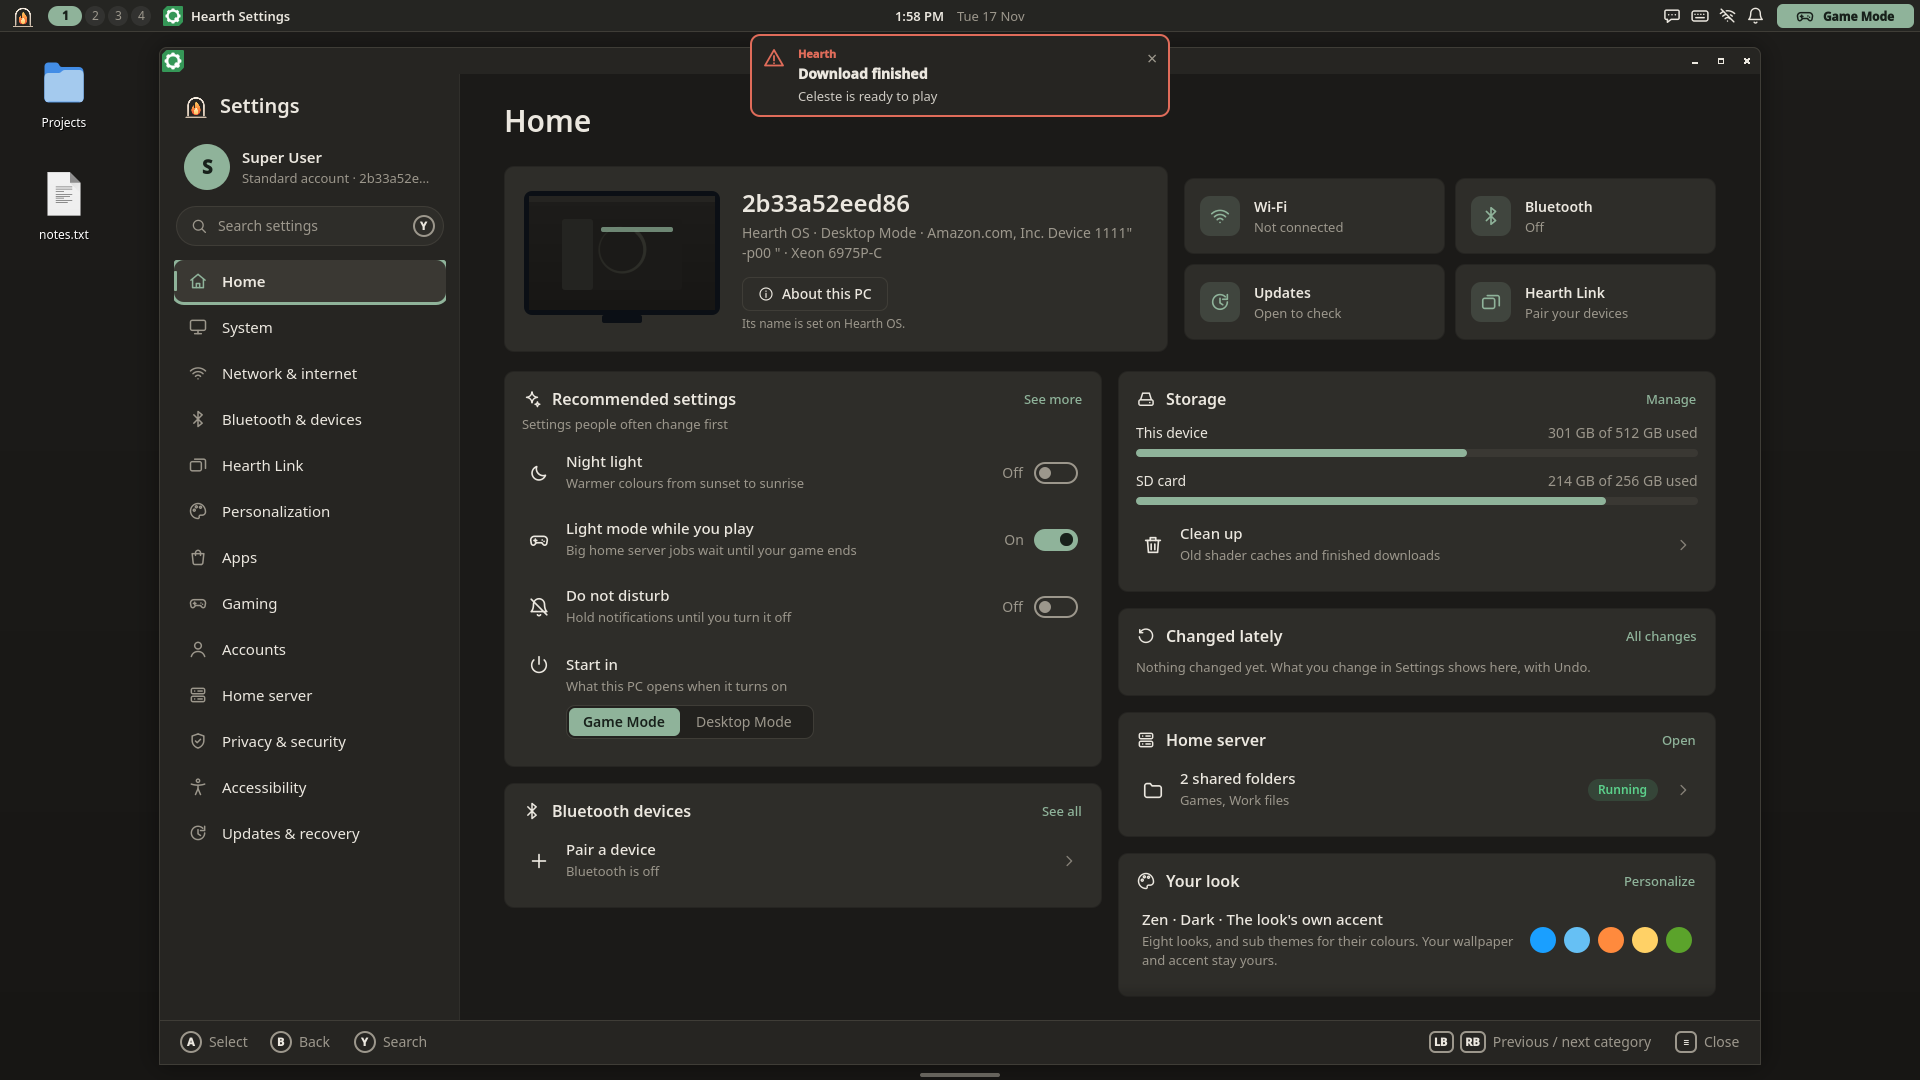 1 2 3 4 Hearth Settings
1:58 PM Tue 17 Nov
Game Mode
Projects
notes.txt
Hearth
Download finished
Celeste is ready to play
Settings
S
Super User
Standard account · 2b33a52e...
Search settings Y
Home
System
Network & internet
Bluetooth & devices
Hearth Link
Personalization
Apps
Gaming
Accounts
Home server
Privacy & security
Accessibility
Updates & recovery
Home
2b33a52eed86
Hearth OS · Desktop Mode · Amazon.com, Inc. Device 1111"
-p00 " · Xeon 6975P-C
About this PC
Its name is set on Hearth OS.
Wi-Fi
Not connected
Bluetooth
Off
Updates
Open to check
Hearth Link
Pair your devices
Recommended settings See more
Settings people often change first
Night light
Warmer colours from sunset to sunrise
Off
Light mode while you play
Big home server jobs wait until your game ends
On
Do not disturb
Hold notifications until you turn it off
Off
Start in
What this PC opens when it turns on
Game Mode Desktop Mode
Bluetooth devices See all
Pair a device
Bluetooth is off
Storage Manage
This device 301 GB of 512 GB used
SD card 214 GB of 256 GB used
Clean up
Old shader caches and finished downloads
Changed lately All changes
Nothing changed yet. What you change in Settings shows here, with Undo.
Home server Open
2 shared folders
Games, Work files
Running
Your look Personalize
Zen · Dark · The look's own accent
Eight looks, and sub themes for their colours. Your wallpaper
and accent stay yours.
A Select B Back Y Search
LB RB Previous / next category Close